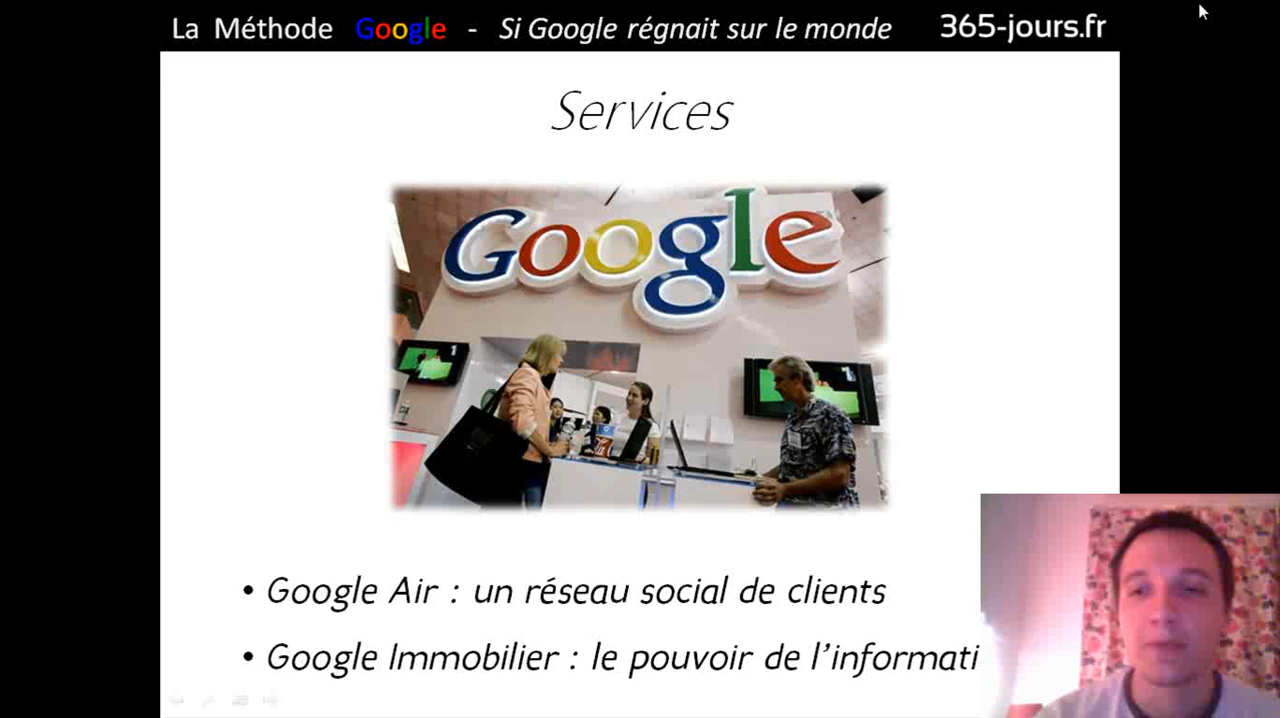 La Méthode Google - Si Google régnait sur le monde 365-jours.fr
Services
Google
• Google Air : un réseau social de clients
• Google Immobilier : le pouvoir de l’informati